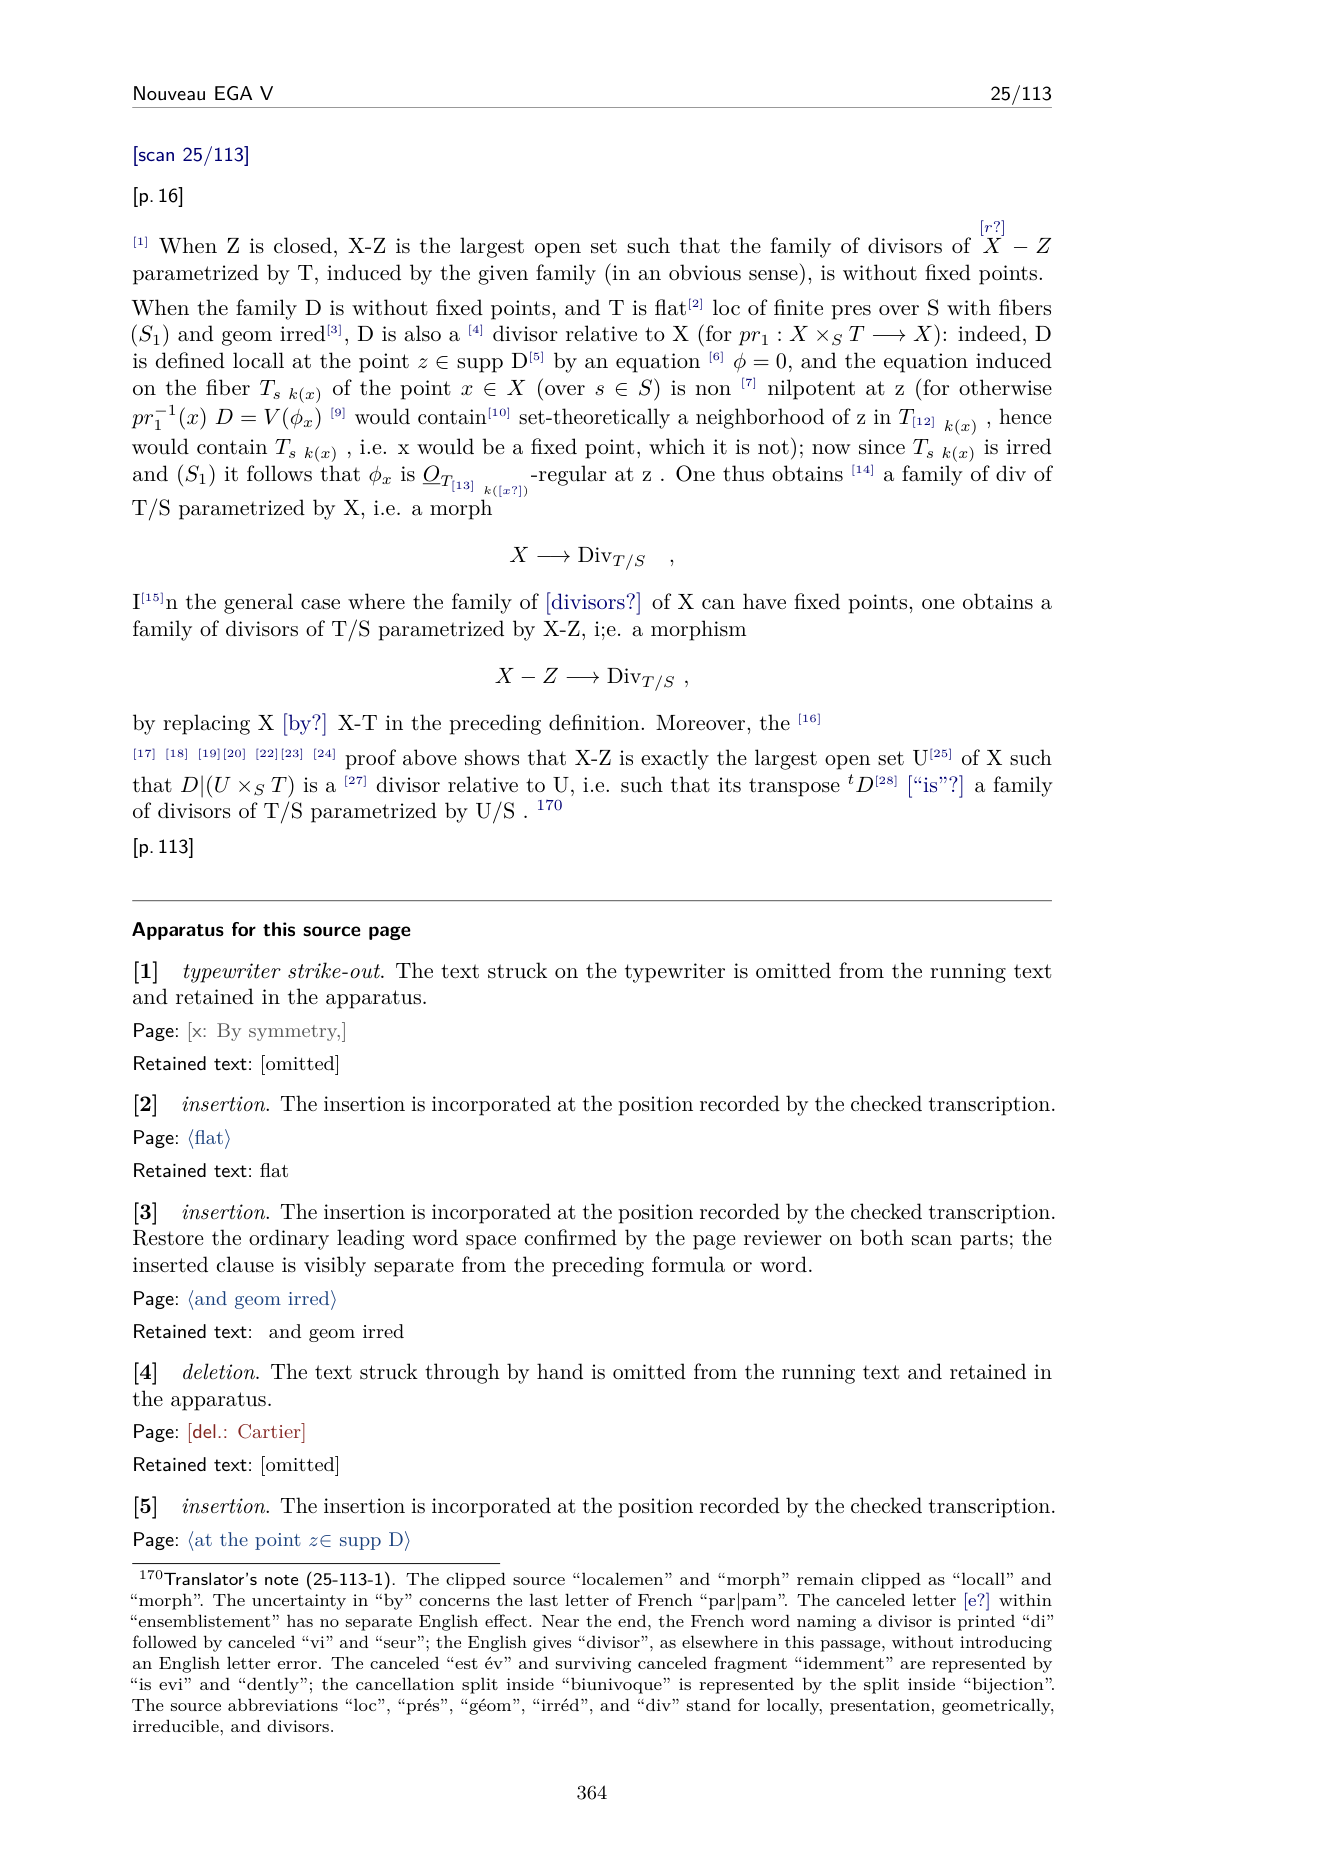 Nouveau EGA V 25/113
[scan 25/113]
[p. 16]
[r?]
[1] When Z is closed, X-Z is the largest open set such that the family of divisors of X − Z
parametrized by T, induced by the given family (in an obvious sense), is without fixed points.
When the family D is without fixed points, and T is flat[2] loc of finite pres over S with fibers
(S₁) and geom irred[3], D is also a [4] divisor relative to X (for pr₁ : X ×_S T ⟶ X): indeed, D
is defined locall at the point z ∈ supp D[5] by an equation [6] ϕ = 0, and the equation induced
on the fiber T_{s k(x)} of the point x ∈ X (over s ∈ S) is non [7] nilpotent at z (for otherwise
pr₁⁻¹(x) D = V(ϕ_x) [9] would contain[10] set-theoretically a neighborhood of z in T_{[12] k(x)} , hence
would contain T_{s k(x)} , i.e. x would be a fixed point, which it is not); now since T_{s k(x)} is irred
and (S₁) it follows that ϕ_x is O_{T_{[13] k([x?])}}-regular at z . One thus obtains [14] a family of div of
T/S parametrized by X, i.e. a morph
X ⟶ Div_{T/S} ,
I[15]n the general case where the family of [divisors?] of X can have fixed points, one obtains a
family of divisors of T/S parametrized by X-Z, i;e. a morphism
X − Z ⟶ Div_{T/S} ,
by replacing X [by?] X-T in the preceding definition. Moreover, the [16]
[17] [18] [19][20] [22][23] [24] proof above shows that X-Z is exactly the largest open set U[25] of X such
that D|(U ×_S T) is a [27] divisor relative to U, i.e. such that its transpose ᵗD[28] [“is”?] a family
of divisors of T/S parametrized by U/S . 170
[p. 113]
Apparatus for this source page
[1] typewriter strike-out. The text struck on the typewriter is omitted from the running text
and retained in the apparatus.
Page: [x: By symmetry,]
Retained text: [omitted]
[2] insertion. The insertion is incorporated at the position recorded by the checked transcription.
Page: ⟨flat⟩
Retained text: flat
[3] insertion. The insertion is incorporated at the position recorded by the checked transcription.
Restore the ordinary leading word space confirmed by the page reviewer on both scan parts; the
inserted clause is visibly separate from the preceding formula or word.
Page: ⟨and geom irred⟩
Retained text: and geom irred
[4] deletion. The text struck through by hand is omitted from the running text and retained in
the apparatus.
Page: [del.: Cartier]
Retained text: [omitted]
[5] insertion. The insertion is incorporated at the position recorded by the checked transcription.
Page: ⟨at the point z∈ supp D⟩
170Translator’s note (25-113-1). The clipped source “localemen” and “morph” remain clipped as “locall” and
“morph”. The uncertainty in “by” concerns the last letter of French “par|pam”. The canceled letter [e?] within
“ensemblistement” has no separate English effect. Near the end, the French word naming a divisor is printed “di”
followed by canceled “vi” and “seur”; the English gives “divisor”, as elsewhere in this passage, without introducing
an English letter error. The canceled “est év” and surviving canceled fragment “idemment” are represented by
“is evi” and “dently”; the cancellation split inside “biunivoque” is represented by the split inside “bijection”.
The source abbreviations “loc”, “prés”, “géom”, “irréd”, and “div” stand for locally, presentation, geometrically,
irreducible, and divisors.
364